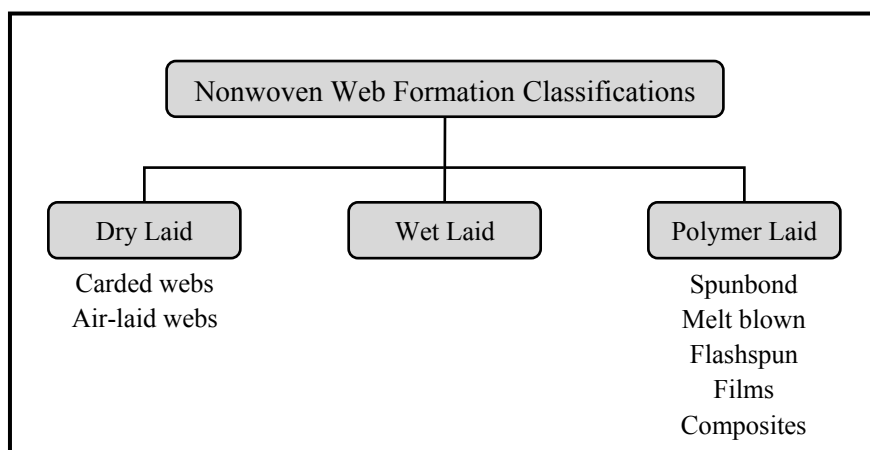 Nonwoven Web Formation Classifications
Dry Laid
Carded webs
Air-laid webs
Wet Laid
Polymer Laid
Spunbond
Melt blown
Flashspun
Films
Composites